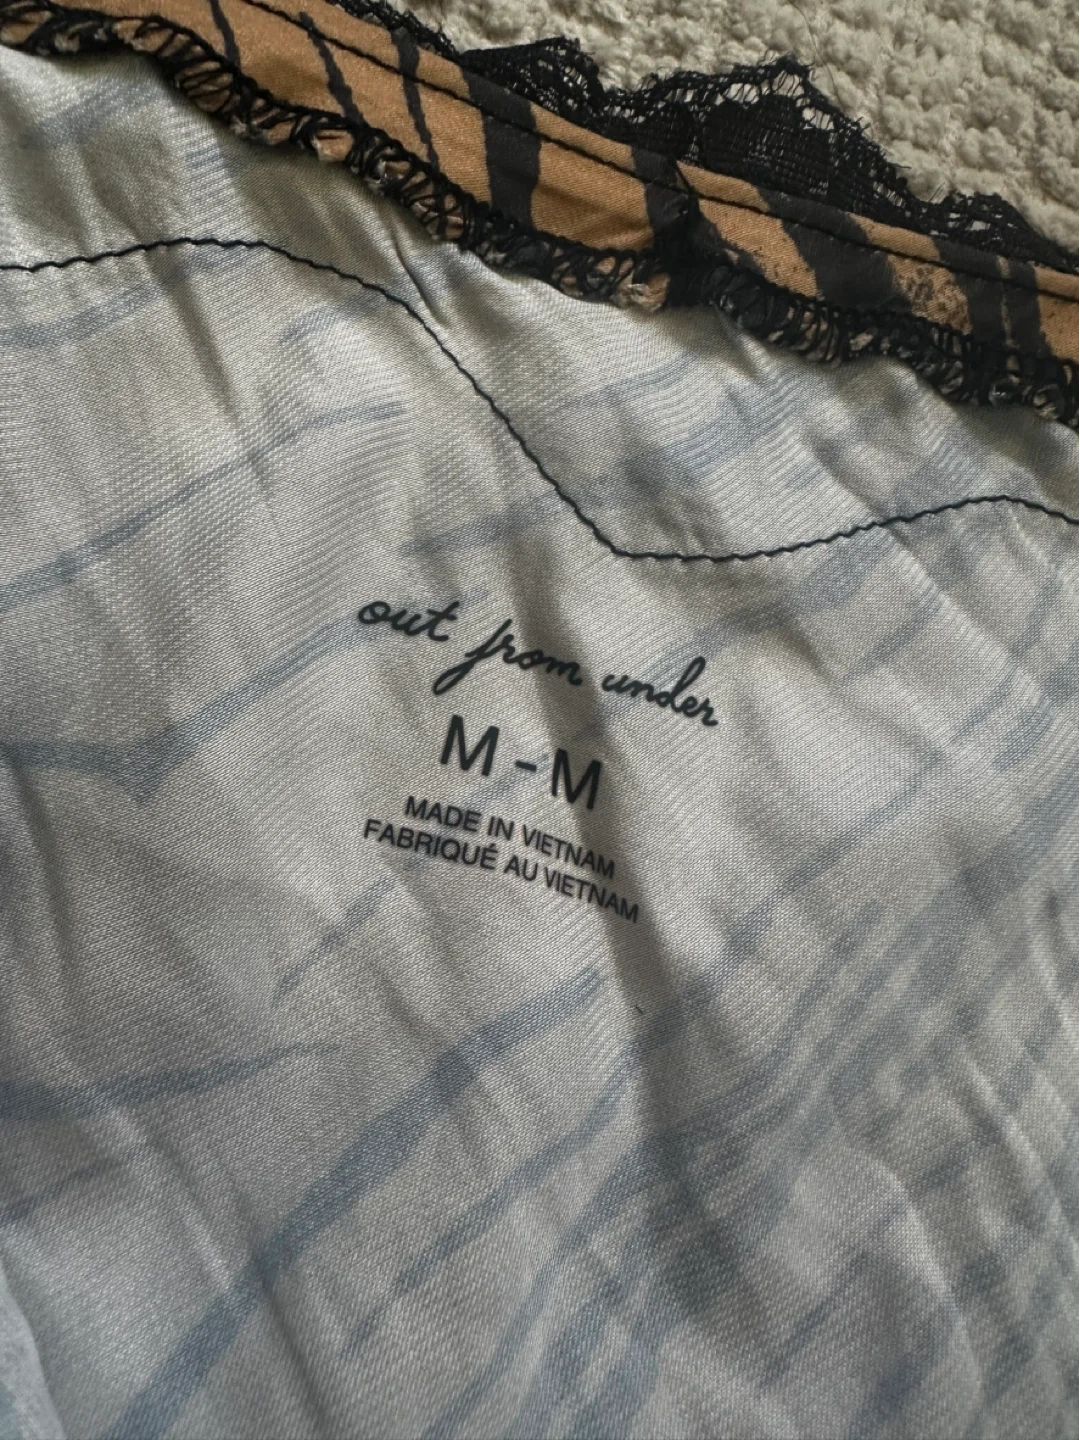 out from under
M - M
MADE IN VIETNAM
FABRIQUÉ AU VIETNAM